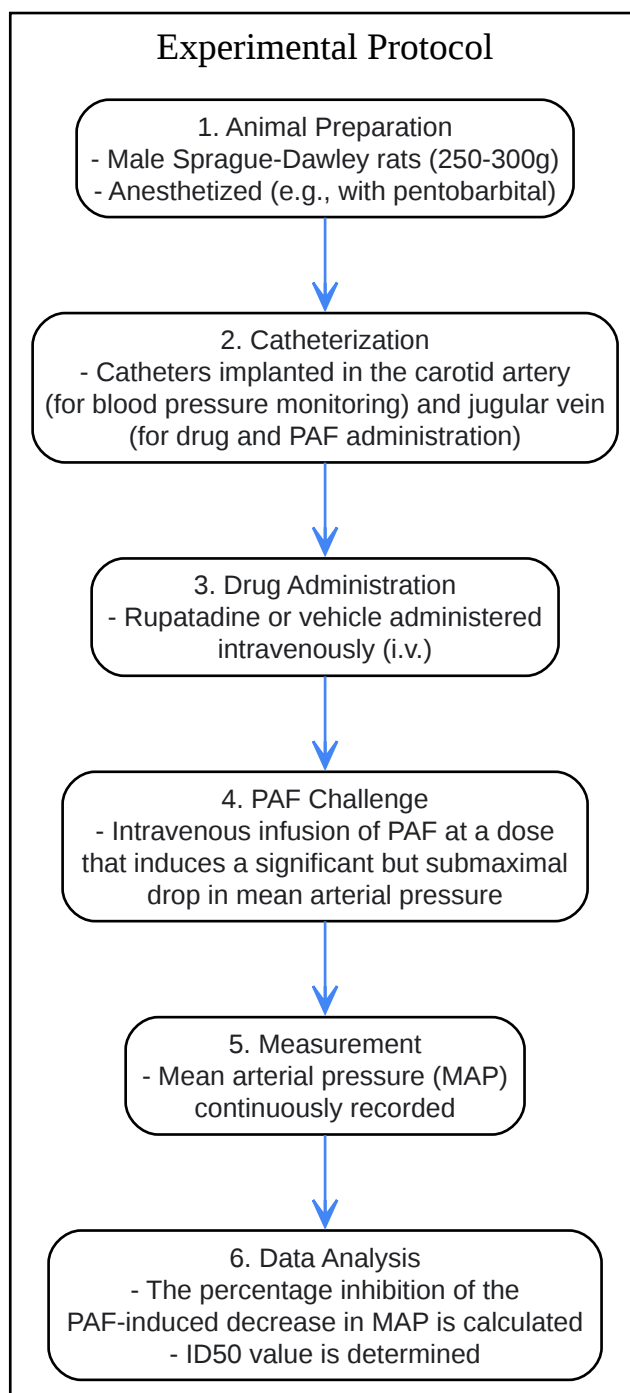 Experimental Protocol
1. Animal Preparation
- Male Sprague-Dawley rats (250-300g)
- Anesthetized (e.g., with pentobarbital)
2. Catheterization
- Catheters implanted in the carotid artery
(for blood pressure monitoring) and jugular vein
(for drug and PAF administration)
3. Drug Administration
- Rupatadine or vehicle administered
intravenously (i.v.)
4. PAF Challenge
- Intravenous infusion of PAF at a dose
that induces a significant but submaximal
drop in mean arterial pressure
5. Measurement
- Mean arterial pressure (MAP)
continuously recorded
6. Data Analysis
- The percentage inhibition of the
PAF-induced decrease in MAP is calculated
- ID50 value is determined